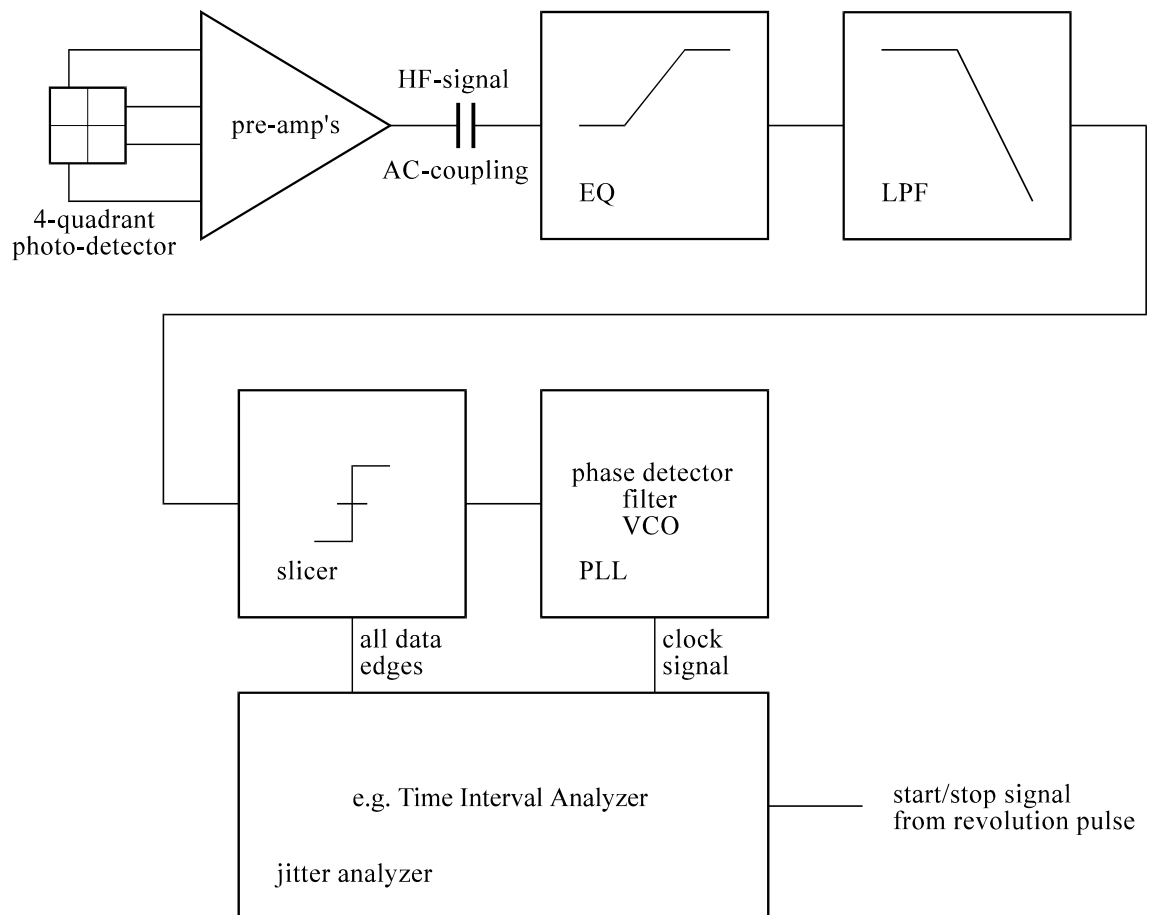 HF-signal
pre-amp's
AC-coupling
EQ
LPF
4-quadrant
photo-detector
phase detector
filter
VCO
slicer
PLL
all data
edges
clock
signal
e.g. Time Interval Analyzer
start/stop signal
from revolution pulse
jitter analyzer